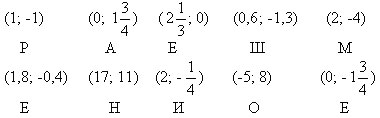 (1; -1) (0; 1 3/4) (2 1/3; 0) (0,6; -1,3) (2; -4)
Р А Е Ш М
(1,8; -0,4) (17; 11) (2; - 1/4) (-5; 8) (0; -1 3/4)
Е Н И О Е